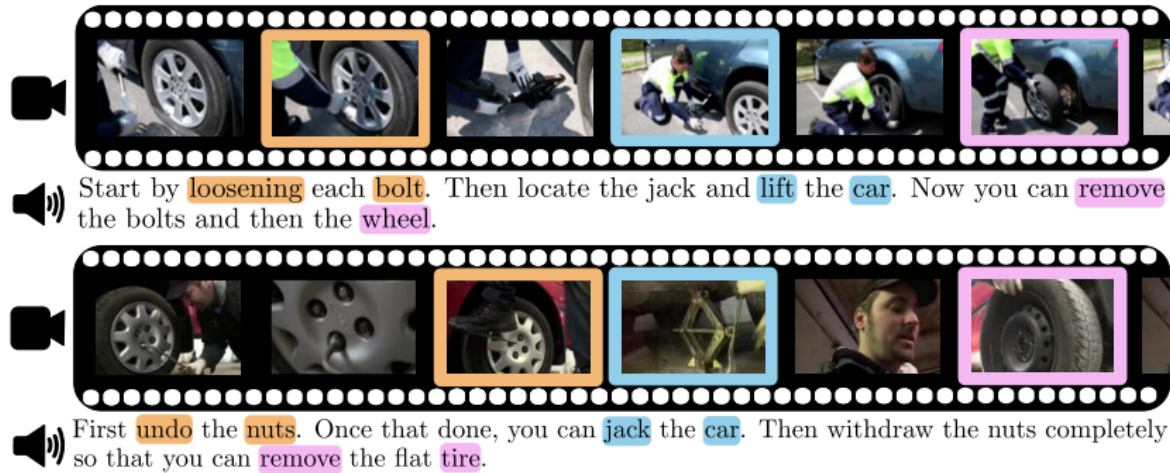 Start by loosening each bolt. Then locate the jack and lift the car. Now you can remove
the bolts and then the wheel.
First undo the nuts. Once that done, you can jack the car. Then withdraw the nuts completely
so that you can remove the flat tire.